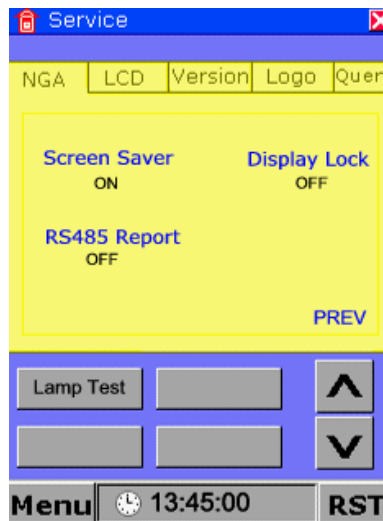 Service
NGA LCD Version Logo Quer
Screen Saver Display Lock
ON OFF
RS485 Report
OFF
PREV
Lamp Test
Menu 13:45:00 RST